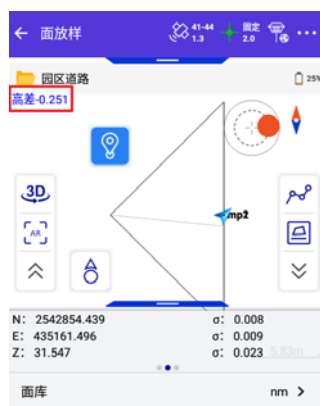 面放样
41-44
1.3
固定
2.0
园区道路
25%
高差-0.251
3D
AR
mp2
N: 2542854.439
σ: 0.008
E: 435161.496
σ: 0.009
Z: 31.547
σ: 0.023
5.83m
面库
nm